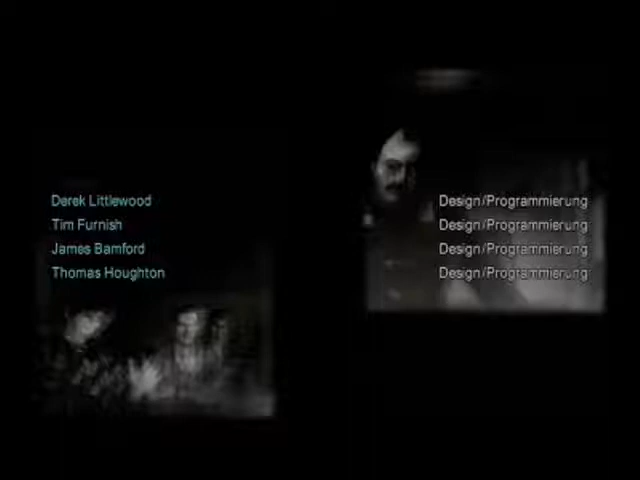 Derek Littlewood Design/Programmierung
Tim Furnish Design/Programmierung
James Bamford Design/Programmierung
Thomas Houghton Design/Programmierung